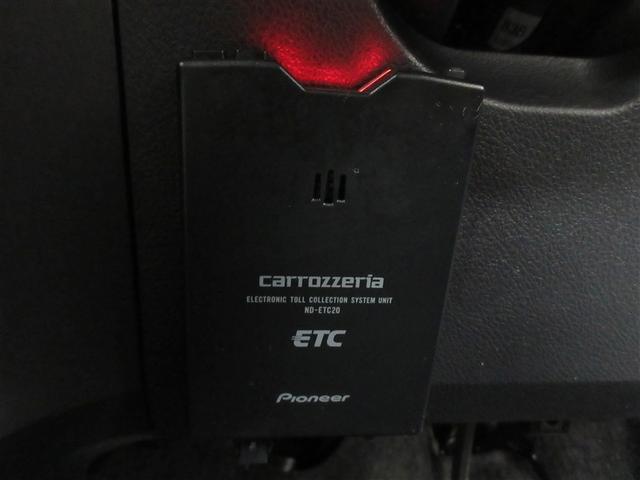 carrozzeria
ELECTRONIC TOLL COLLECTION SYSTEM UNIT
ND-ETC20
ETC
Pioneer